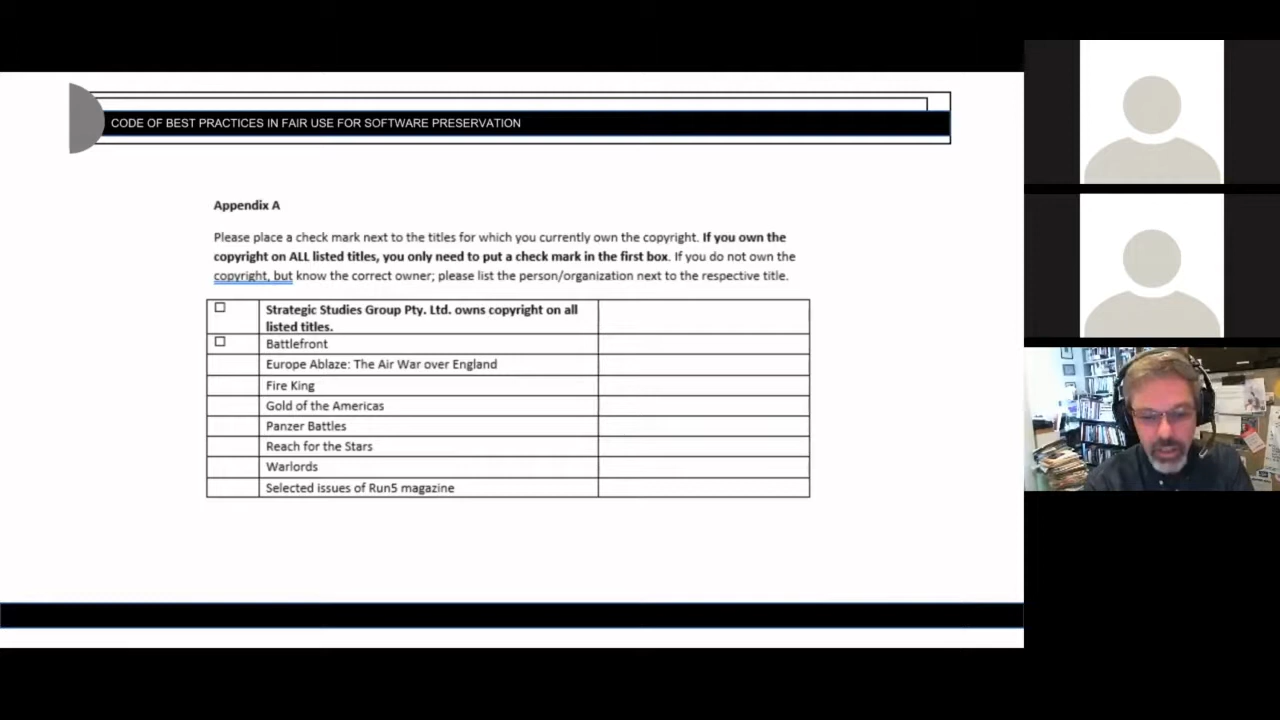 CODE OF BEST PRACTICES IN FAIR USE FOR SOFTWARE PRESERVATION
Appendix A
Please place a check mark next to the titles for which you currently own the copyright. If you own the
copyright on ALL listed titles, you only need to put a check mark in the first box. If you do not own the
copyright, but know the correct owner; please list the person/organization next to the respective title.
Strategic Studies Group Pty. Ltd. owns copyright on all
listed titles.
Battlefront
Europe Ablaze: The Air War over England
Fire King
Gold of the Americas
Panzer Battles
Reach for the Stars
Warlords
Selected issues of Run5 magazine